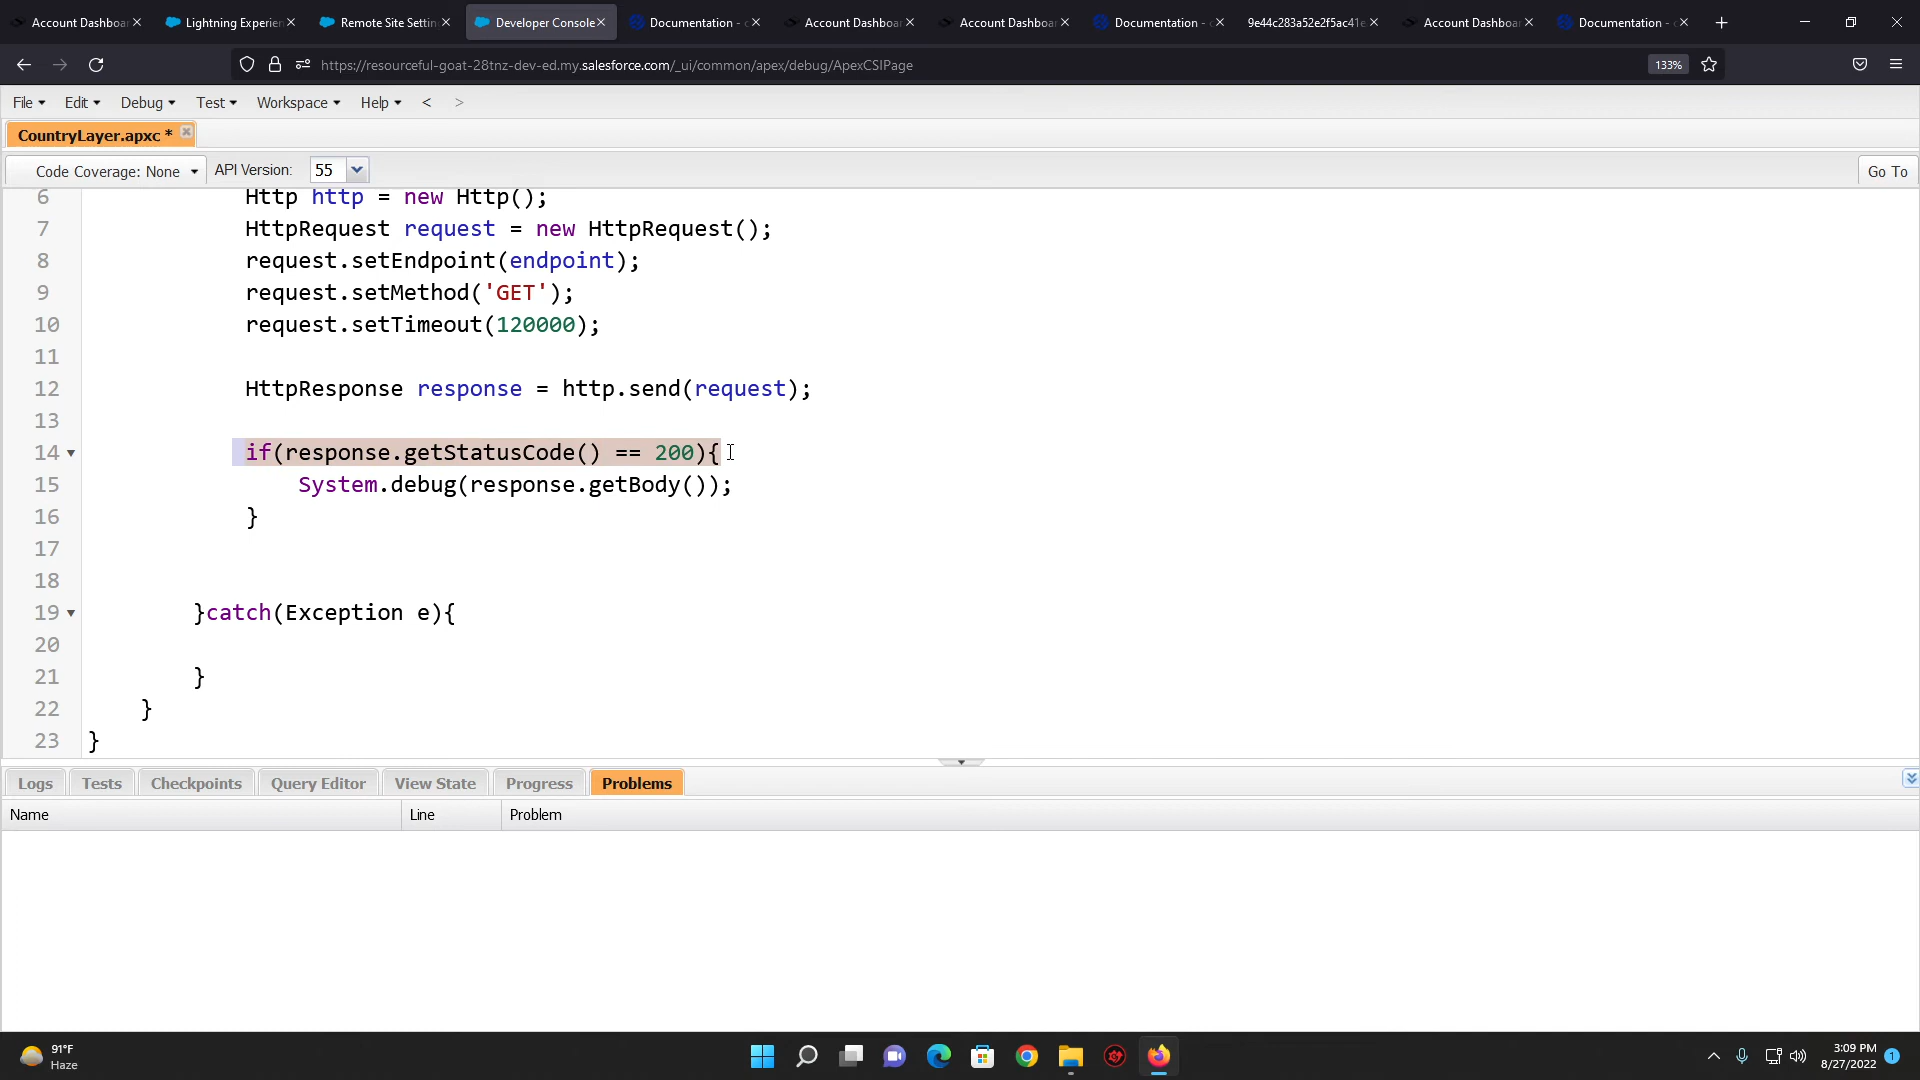 Account Dashboar
Lightning Experien
Remote Site Settin
Developer Console
Documentation - c
Account Dashboar
Account Dashboar
Documentation - c
9e44c283a52e2f5ac41e
Account Dashboar
Documentation - c
https://resourceful-goat-28tnz-dev-ed.my.salesforce.com/_ui/common/apex/debug/ApexCSIPage
133%
File Edit Debug Test Workspace Help < >
CountryLayer.apxc *
Code Coverage: None API Version: 55 Go To
6 Http http = new Http();
7 HttpRequest request = new HttpRequest();
8 request.setEndpoint(endpoint);
9 request.setMethod('GET');
10 request.setTimeout(120000);
11
12 HttpResponse response = http.send(request);
13
14 if(response.getStatusCode() == 200){
15 System.debug(response.getBody());
16 }
17
18
19 }catch(Exception e){
20
21 }
22 }
23 }
Logs Tests Checkpoints Query Editor View State Progress Problems
Name Line Problem
91°F
Haze
3:09 PM
8/27/2022
1